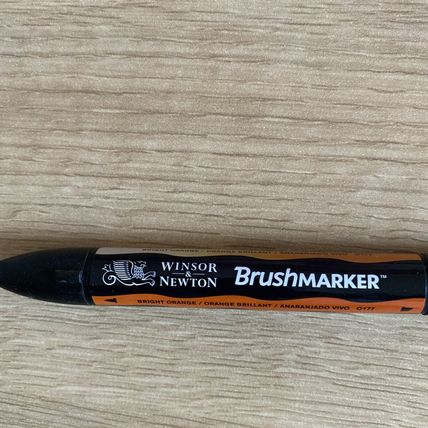 WINSOR
&
NEWTON
BrushMARKER™
BRIGHT ORANGE / ORANGE BRILLANT / ANARANJADO VIVO O177